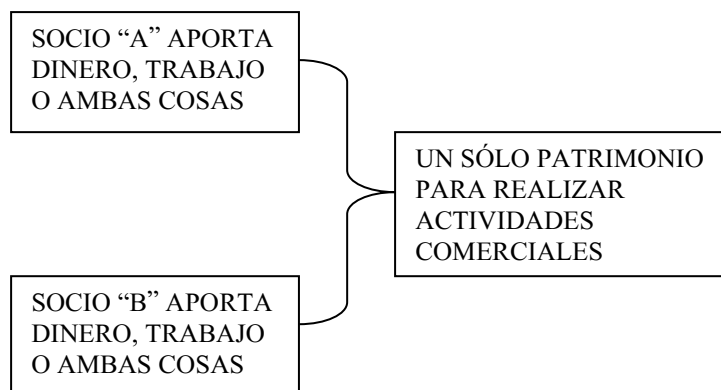 SOCIO “A” APORTA
DINERO, TRABAJO
O AMBAS COSAS
UN SÓLO PATRIMONIO
PARA REALIZAR
ACTIVIDADES
COMERCIALES
SOCIO “B” APORTA
DINERO, TRABAJO
O AMBAS COSAS